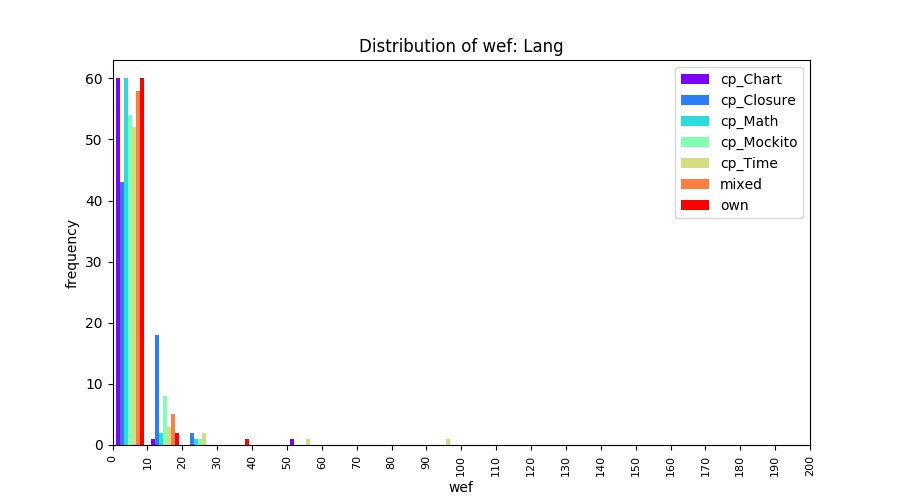 Distribution of wef: Lang
frequency
60
50
40
30
20
10
0
cp_Chart
cp_Closure
cp_Math
cp_Mockito
cp_Time
mixed
own
0 10 20 30 40 50 60 70 80 90 100 110 120 130 140 150 160 170 180 190 200
wef